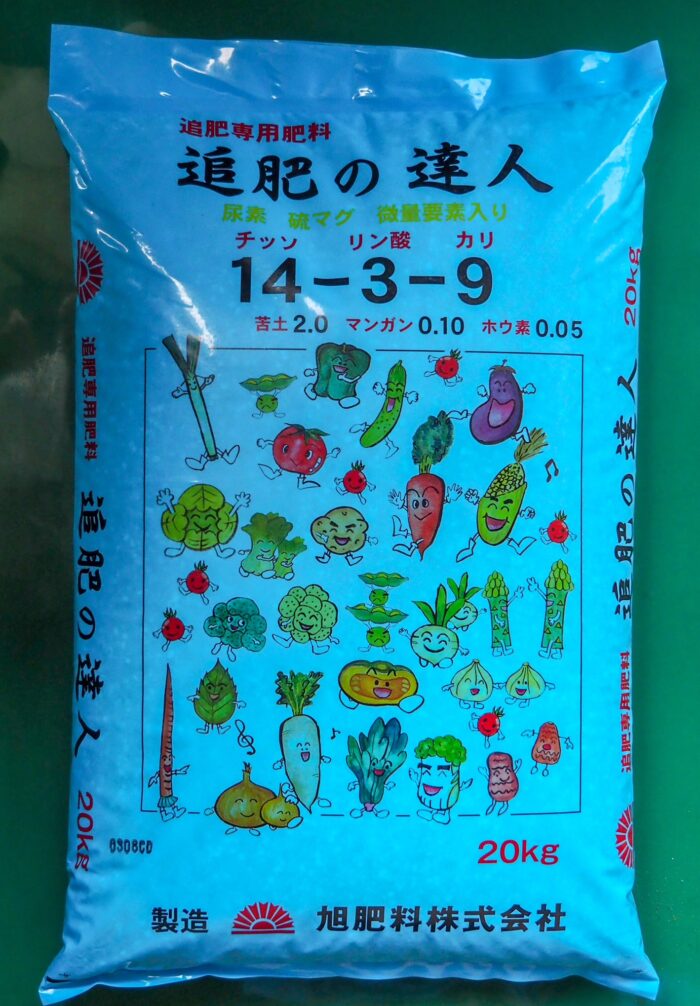 追肥専用肥料
追肥の達人
尿素 硫マグ 微量要素入り
チッソ リン酸 カリ
14-3-9
苦土2.0 マンガン0.10 ホウ素0.05
追肥専用肥料 追肥の達人 20kg
20kg 追肥の達人 追肥専用肥料
0308CD
20kg
製造 旭肥料株式会社